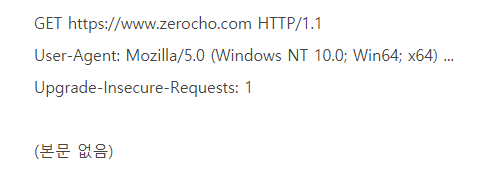 GET https://www.zerocho.com HTTP/1.1
User-Agent: Mozilla/5.0 (Windows NT 10.0; Win64; x64) ...
Upgrade-Insecure-Requests: 1
(본문 없음)